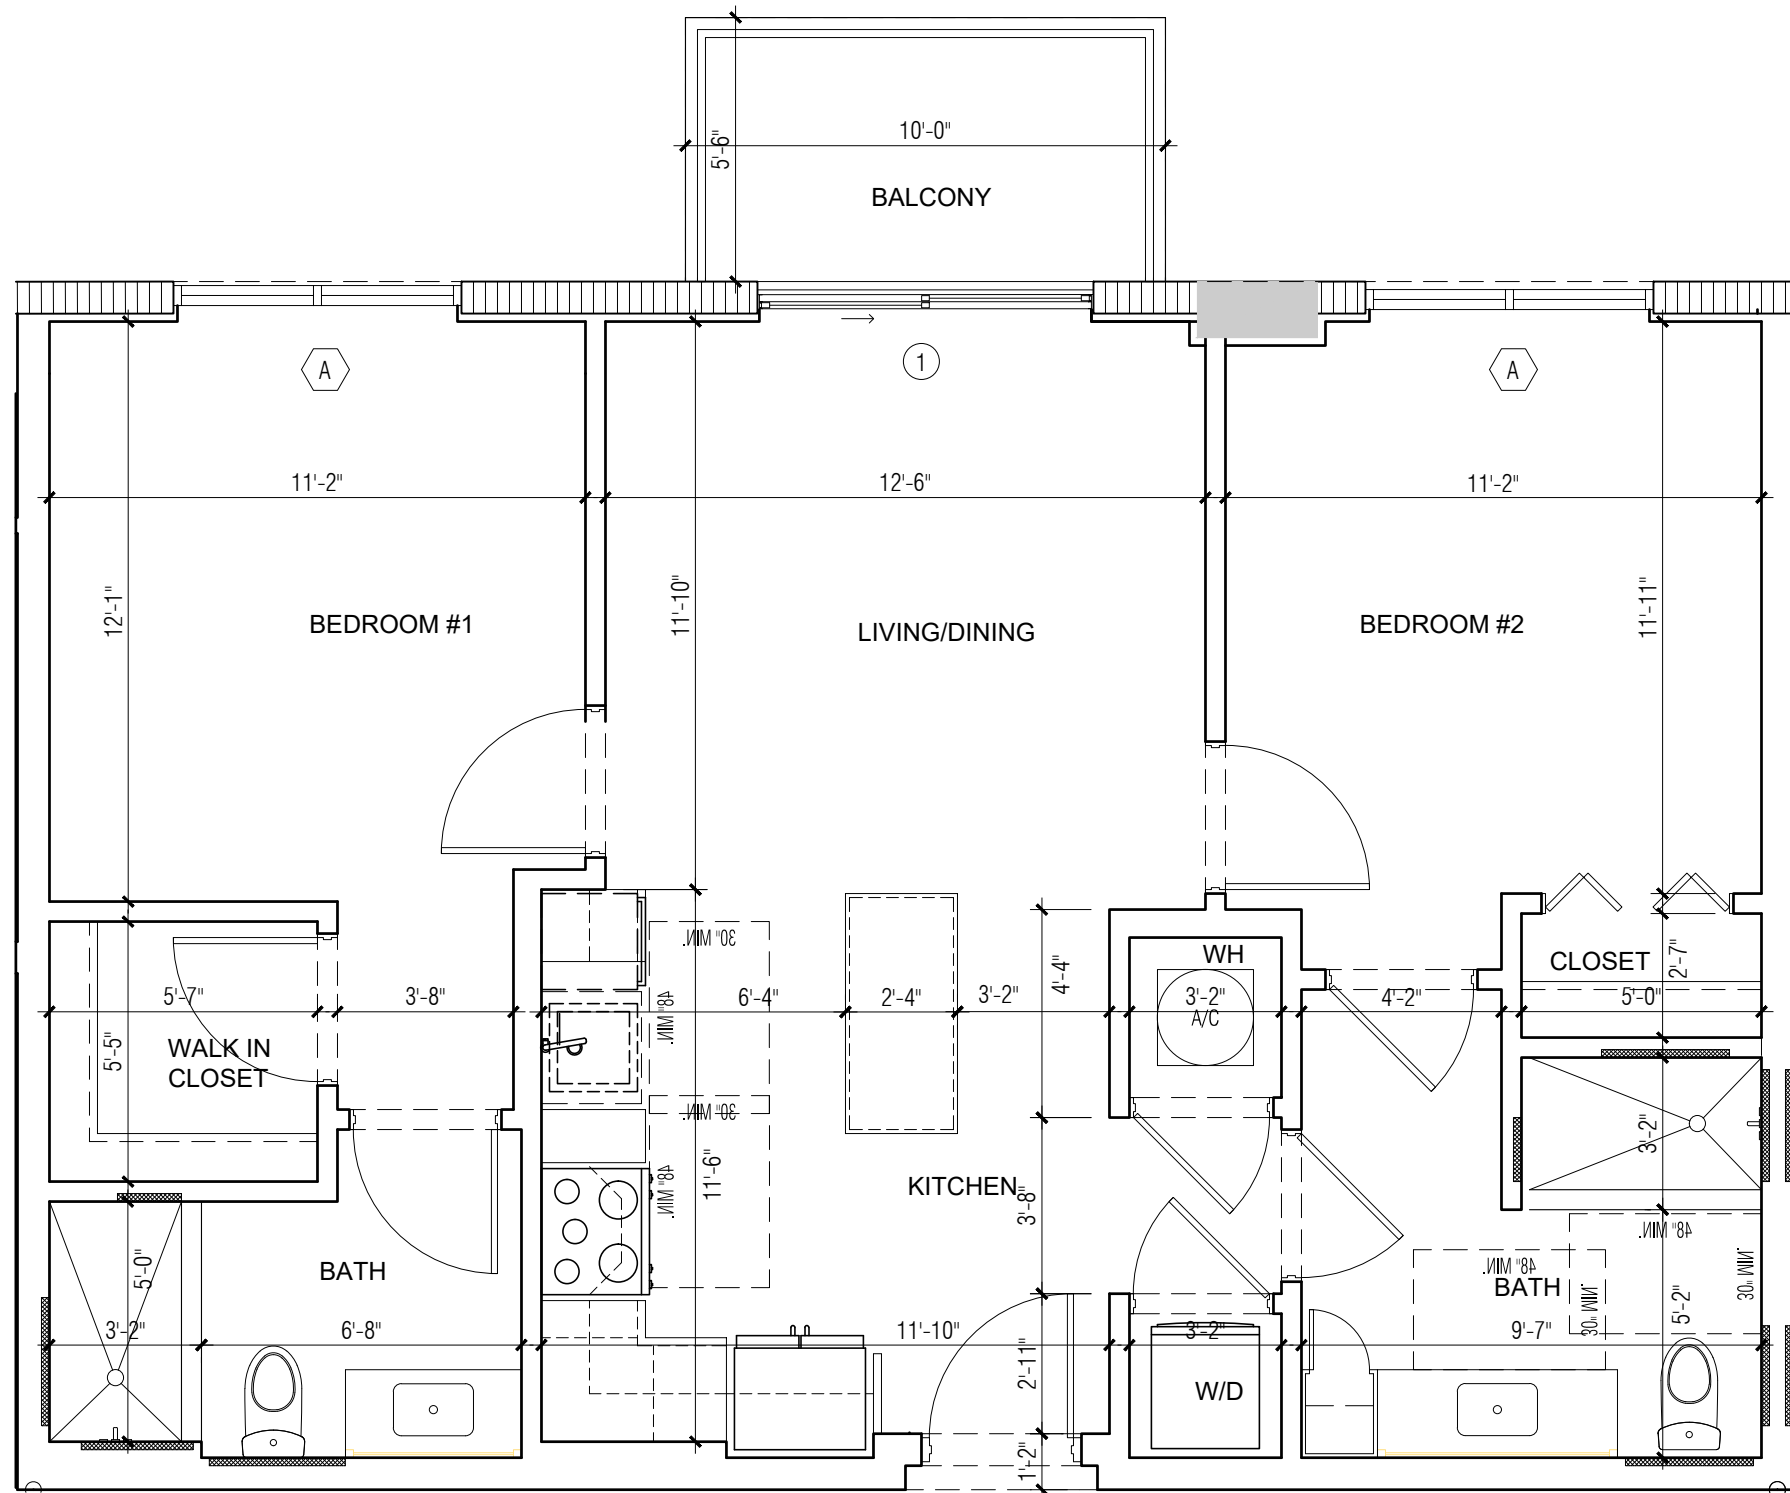 10'-0"
5'-6"
BALCONY
A
1
A
11'-2"
12'-6"
11'-2"
12'-1"
11'-10"
11'-11"
BEDROOM #1
LIVING/DINING
BEDROOM #2
30" MIN.
WH
4'-4"
CLOSET
2'-7"
5'-7"
3'-8"
48" MIN.
6'-4"
2'-4"
3'-2"
3'-2"
A/C
4'-2"
5'-0"
5'-5"
WALK IN
CLOSET
30" MIN.
3'-2"
48" MIN.
11'-6"
KITCHEN
3'-8"
48" MIN.
5'-0"
BATH
48" MIN.
BATH
30" MIN.
30" MIN.
5'-2"
3'-2"
6'-8"
11'-10"
3'-2"
9'-7"
2'-11"
W/D
1'-2"